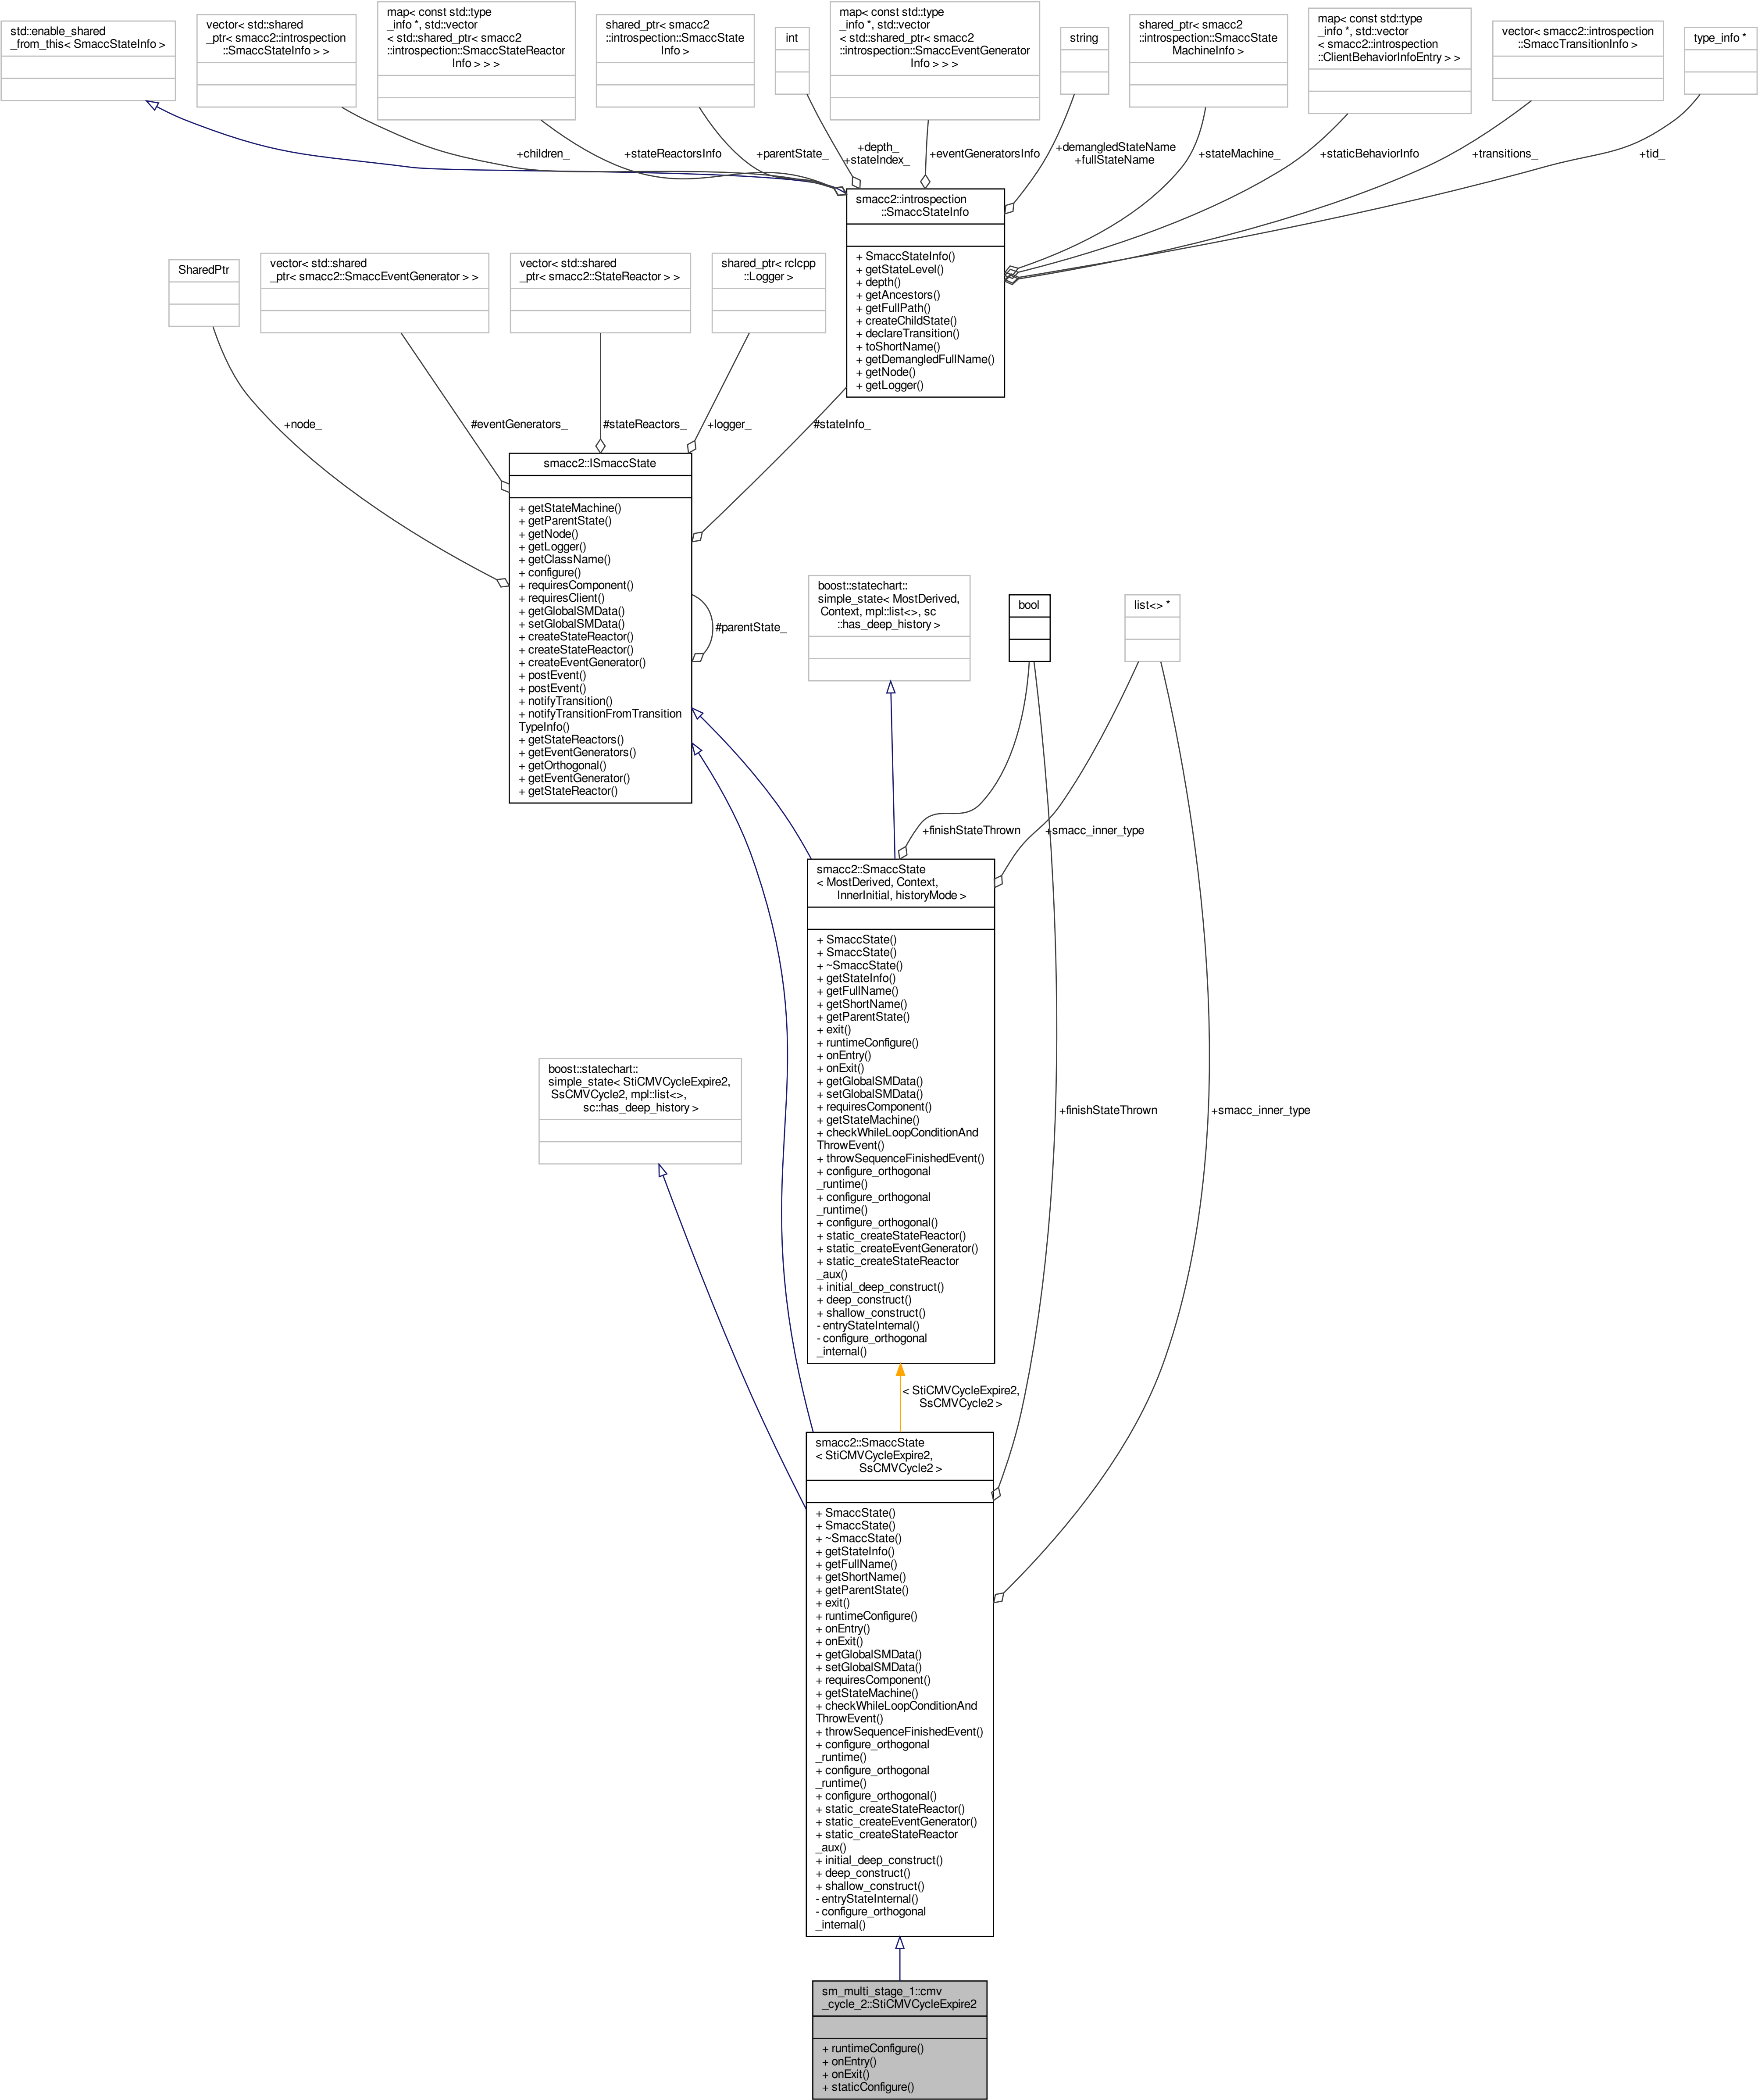 std::enable_shared
_from_this< SmaccStateInfo >
vector< std::shared
_ptr< smacc2::introspection
::SmaccStateInfo > >
map< const std::type
_info *, std::vector
< std::shared_ptr< smacc2
::introspection::SmaccStateReactor
Info > > >
shared_ptr< smacc2
::introspection::SmaccState
Info >
int
map< const std::type
_info *, std::vector
< std::shared_ptr< smacc2
::introspection::SmaccEventGenerator
Info > > >
string
shared_ptr< smacc2
::introspection::SmaccState
MachineInfo >
map< const std::type
_info *, std::vector
< smacc2::introspection
::ClientBehaviorInfoEntry > >
vector< smacc2::introspection
::SmaccTransitionInfo >
type_info *
+children_
+stateReactorsInfo
+parentState_
+depth_
+stateIndex_
+eventGeneratorsInfo
+demangledStateName
+fullStateName
+stateMachine_
+staticBehaviorInfo
+transitions_
+tid_
smacc2::introspection
::SmaccStateInfo
+ SmaccStateInfo()
+ getStateLevel()
+ depth()
+ getAncestors()
+ getFullPath()
+ createChildState()
+ declareTransition()
+ toShortName()
+ getDemangledFullName()
+ getNode()
+ getLogger()
SharedPtr
vector< std::shared
_ptr< smacc2::SmaccEventGenerator > >
vector< std::shared
_ptr< smacc2::StateReactor > >
shared_ptr< rclcpp
::Logger >
+node_
#eventGenerators_
#stateReactors_
+logger_
#stateInfo_
smacc2::ISmaccState
+ getStateMachine()
+ getParentState()
+ getNode()
+ getLogger()
+ getClassName()
+ configure()
+ requiresComponent()
+ requiresClient()
+ getGlobalSMData()
+ setGlobalSMData()
+ createStateReactor()
+ createStateReactor()
+ createEventGenerator()
+ postEvent()
+ postEvent()
+ notifyTransition()
+ notifyTransitionFromTransition
TypeInfo()
+ getStateReactors()
+ getEventGenerators()
+ getOrthogonal()
+ getEventGenerator()
+ getStateReactor()
#parentState_
boost::statechart::
simple_state< MostDerived,
Context, mpl::list<>, sc
::has_deep_history >
bool
list<> *
+finishStateThrown
+smacc_inner_type
smacc2::SmaccState
< MostDerived, Context,
InnerInitial, historyMode >
+ SmaccState()
+ SmaccState()
+ ~SmaccState()
+ getStateInfo()
+ getFullName()
+ getShortName()
+ getParentState()
+ exit()
+ runtimeConfigure()
+ onEntry()
+ onExit()
+ getGlobalSMData()
+ setGlobalSMData()
+ requiresComponent()
+ getStateMachine()
+ checkWhileLoopConditionAnd
ThrowEvent()
+ throwSequenceFinishedEvent()
+ configure_orthogonal
_runtime()
+ configure_orthogonal
_runtime()
+ configure_orthogonal()
+ static_createStateReactor()
+ static_createEventGenerator()
+ static_createStateReactor
_aux()
+ initial_deep_construct()
+ deep_construct()
+ shallow_construct()
- entryStateInternal()
- configure_orthogonal
_internal()
boost::statechart::
simple_state< StiCMVCycleExpire2,
SsCMVCycle2, mpl::list<>,
sc::has_deep_history >
+finishStateThrown
+smacc_inner_type
< StiCMVCycleExpire2,
SsCMVCycle2 >
smacc2::SmaccState
< StiCMVCycleExpire2,
SsCMVCycle2 >
+ SmaccState()
+ SmaccState()
+ ~SmaccState()
+ getStateInfo()
+ getFullName()
+ getShortName()
+ getParentState()
+ exit()
+ runtimeConfigure()
+ onEntry()
+ onExit()
+ getGlobalSMData()
+ setGlobalSMData()
+ requiresComponent()
+ getStateMachine()
+ checkWhileLoopConditionAnd
ThrowEvent()
+ throwSequenceFinishedEvent()
+ configure_orthogonal
_runtime()
+ configure_orthogonal
_runtime()
+ configure_orthogonal()
+ static_createStateReactor()
+ static_createEventGenerator()
+ static_createStateReactor
_aux()
+ initial_deep_construct()
+ deep_construct()
+ shallow_construct()
- entryStateInternal()
- configure_orthogonal
_internal()
sm_multi_stage_1::cmv
_cycle_2::StiCMVCycleExpire2
+ runtimeConfigure()
+ onEntry()
+ onExit()
+ staticConfigure()